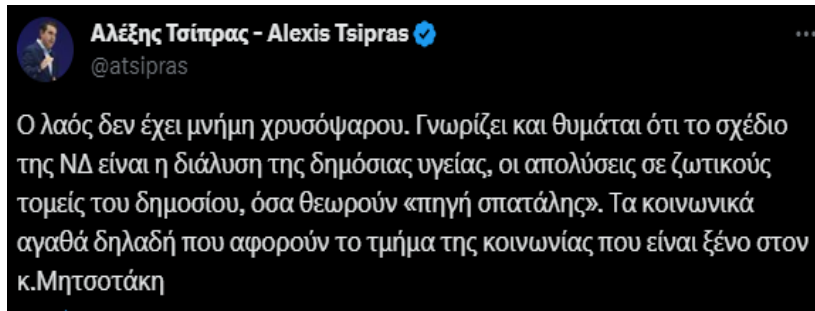 Αλέξης Τσίπρας - Alexis Tsipras
@atsipras
Ο λαός δεν έχει μνήμη χρυσόψαρου. Γνωρίζει και θυμάται ότι το σχέδιο
της ΝΔ είναι η διάλυση της δημόσιας υγείας, οι απολύσεις σε ζωτικούς
τομείς του δημοσίου, όσα θεωρούν «πηγή σπατάλης». Τα κοινωνικά
αγαθά δηλαδή που αφορούν το τμήμα της κοινωνίας που είναι ξένο στον
κ.Μητσοτάκη